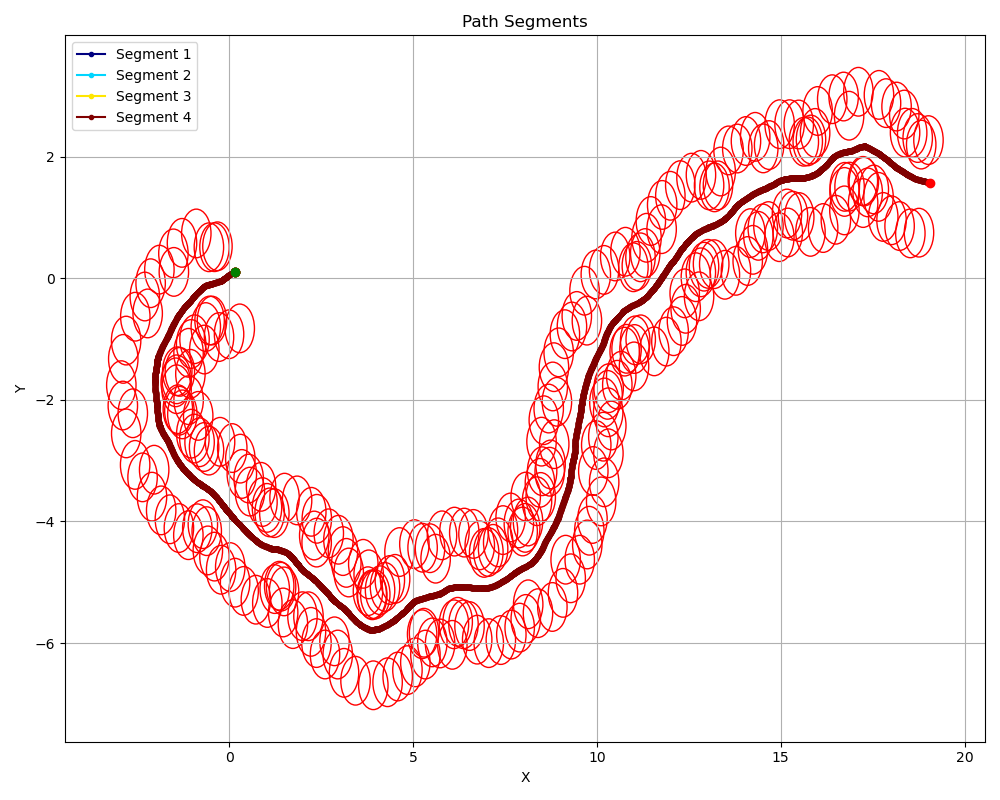 Path Segments
Segment 1
Segment 2
Segment 3
Segment 4
2
0
−2
−4
−6
Y
0 5 10 15 20
X